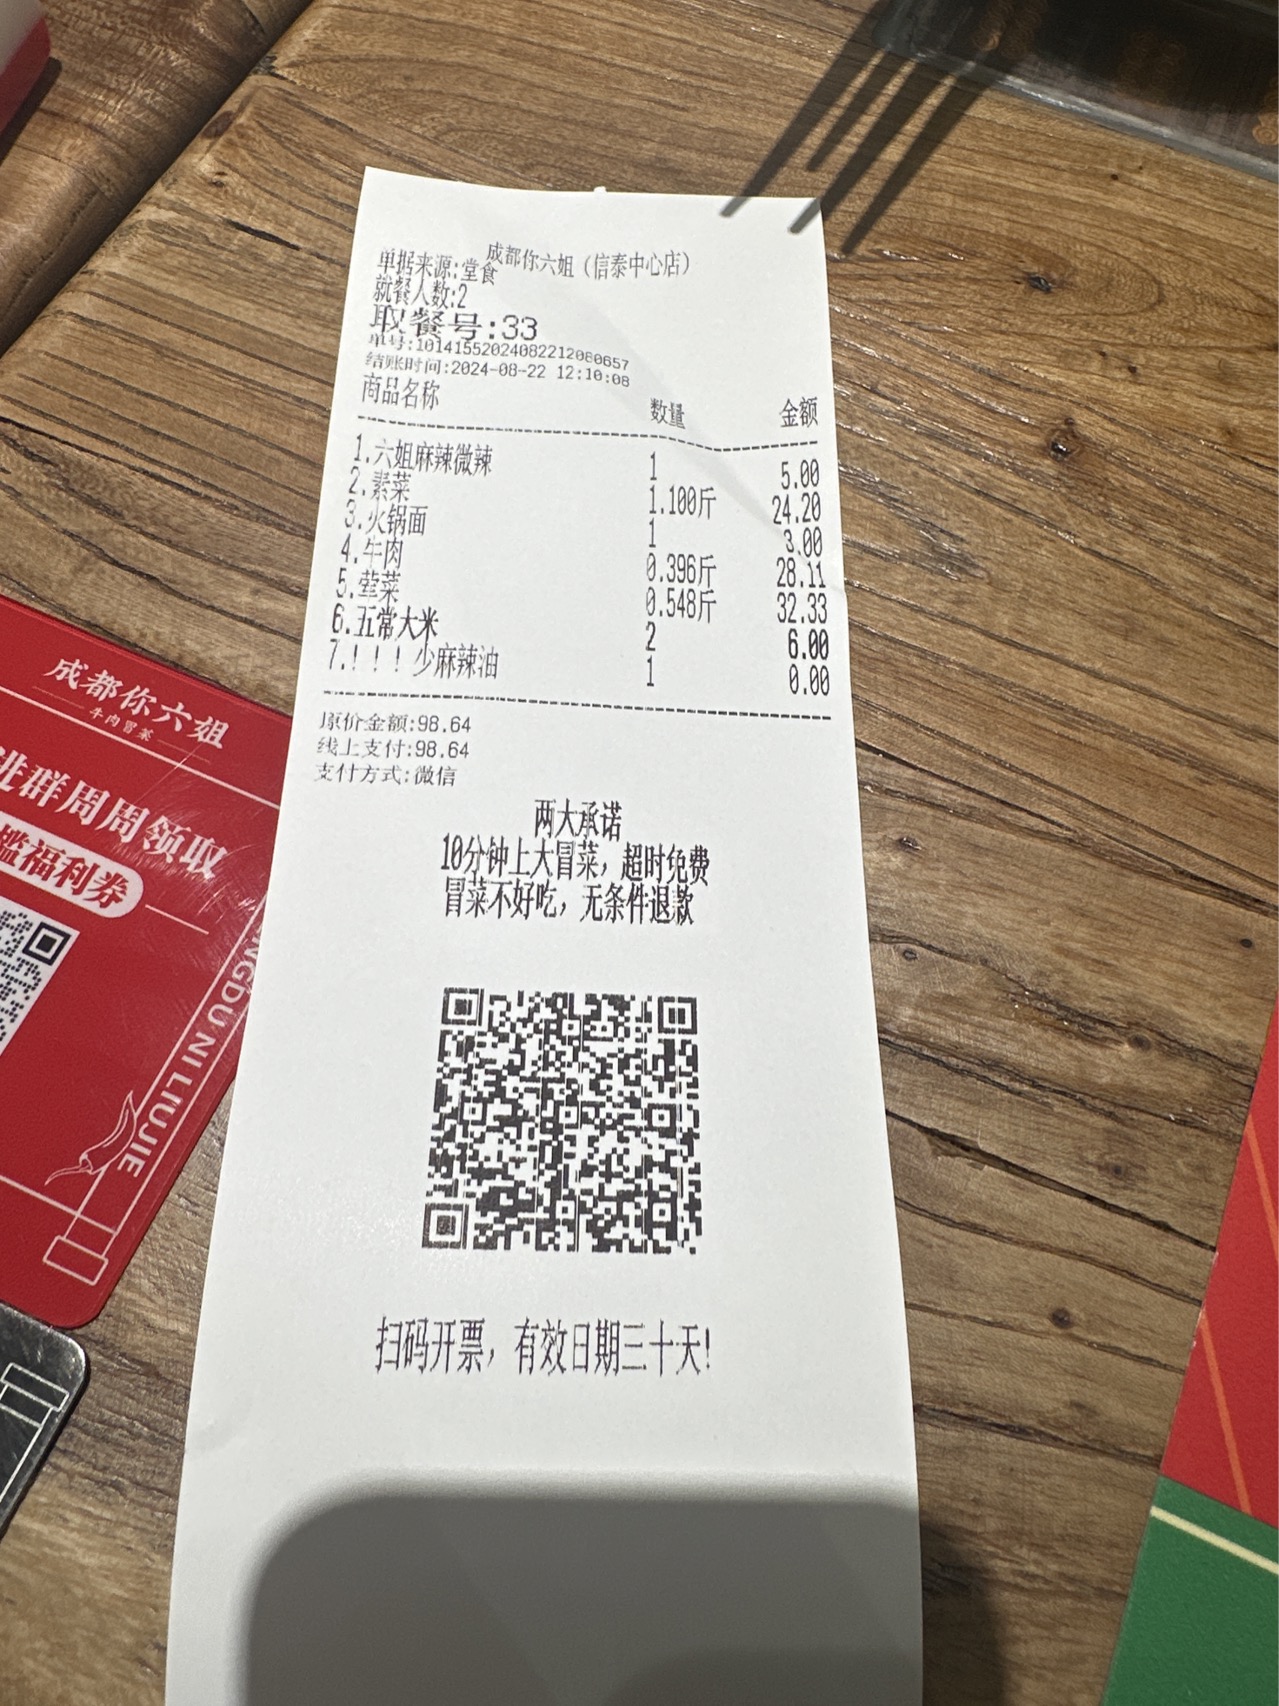 成都你六姐（信泰中心店）
单据来源:堂食
就餐人数:2
取餐号:33
单号:10141552024082212080657
结账时间:2024-08-22 12:10:08
商品名称 数量 金额
1.六姐麻辣微辣 1 5.00
2.素菜 1.100斤 24.20
3.火锅面 1 3.00
4.牛肉 0.396斤 28.11
5.荤菜 0.548斤 32.33
6.五常大米 2 6.00
7.！！！少麻辣油 1 0.00
原价金额:98.64
线上支付:98.64
支付方式:微信
两大承诺
10分钟上大冒菜，超时免费
冒菜不好吃，无条件退款
扫码开票，有效日期三十天!
成都你六姐
牛肉冒菜
进群周周领取
槛福利券
NGDU NI LIUJIE